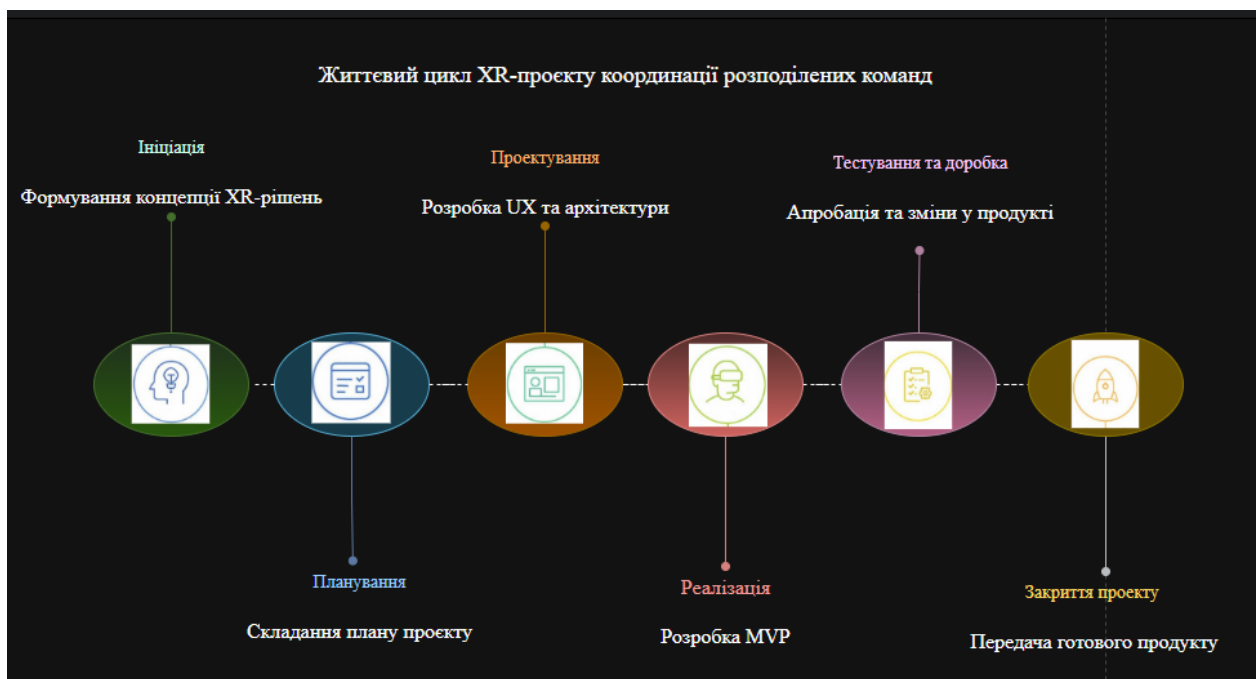 Життєвий цикл XR-проєкту координації розподілених команд
Ініціація
Формування концепції XR-рішень
Проектування
Розробка UX та архітектури
Тестування та доробка
Апробація та зміни у продукті
Планування
Складання плану проєкту
Реалізація
Розробка MVP
Закриття проекту
Передача готового продукту